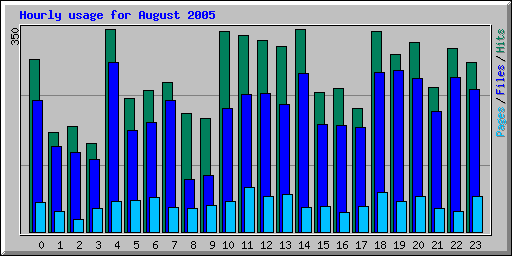 Hourly usage for August 2005
350
Pages / Files / Hits
0 1 2 3 4 5 6 7 8 9 10 11 12 13 14 15 16 17 18 19 20 21 22 23